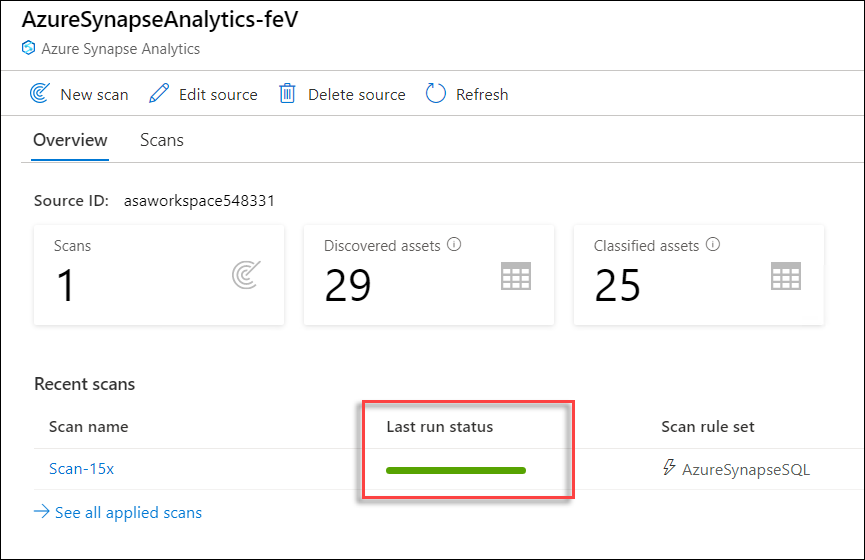 AzureSynapseAnalytics-feV
Azure Synapse Analytics
New scan Edit source Delete source Refresh
Overview Scans
Source ID: asaworkspace548331
Scans Discovered assets Classified assets
1 29 25
Recent scans
Scan name Last run status Scan rule set
Scan-15x AzureSynapseSQL
See all applied scans